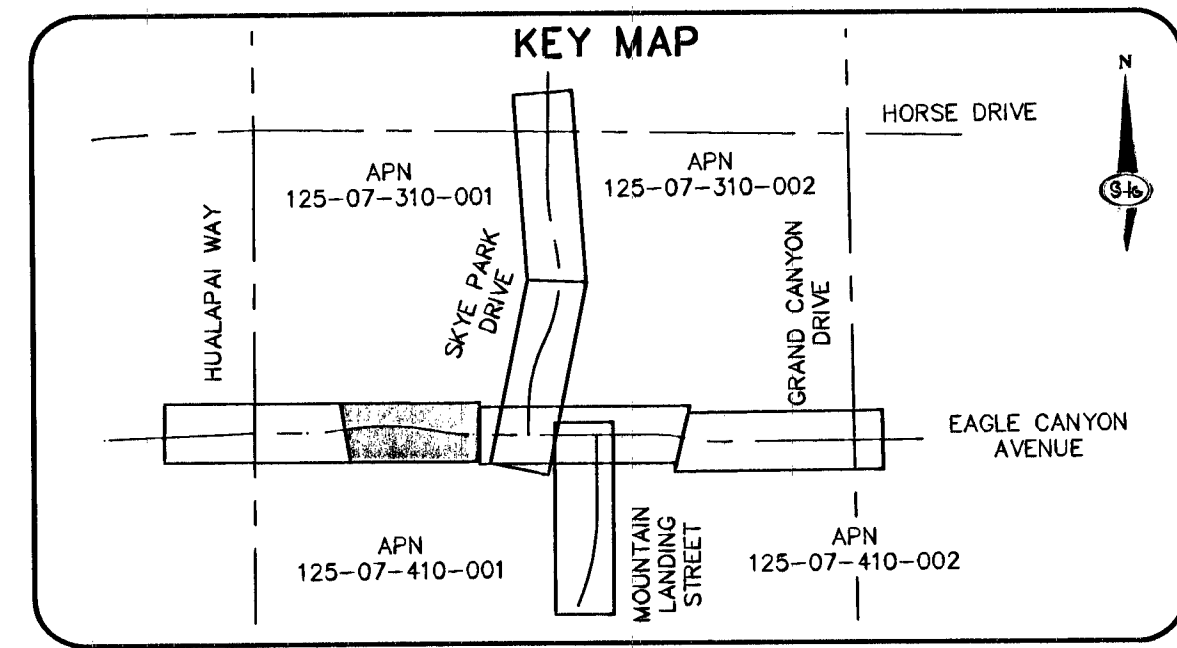 KEY MAP
N
HORSE DRIVE
APN
125-07-310-001
APN
125-07-310-002
HUALAPAI WAY
SKYE PARK
DRIVE
GRAND CANYON
DRIVE
EAGLE CANYON
AVENUE
APN
125-07-410-001
MOUNTAIN
LANDING
STREET
APN
125-07-410-002